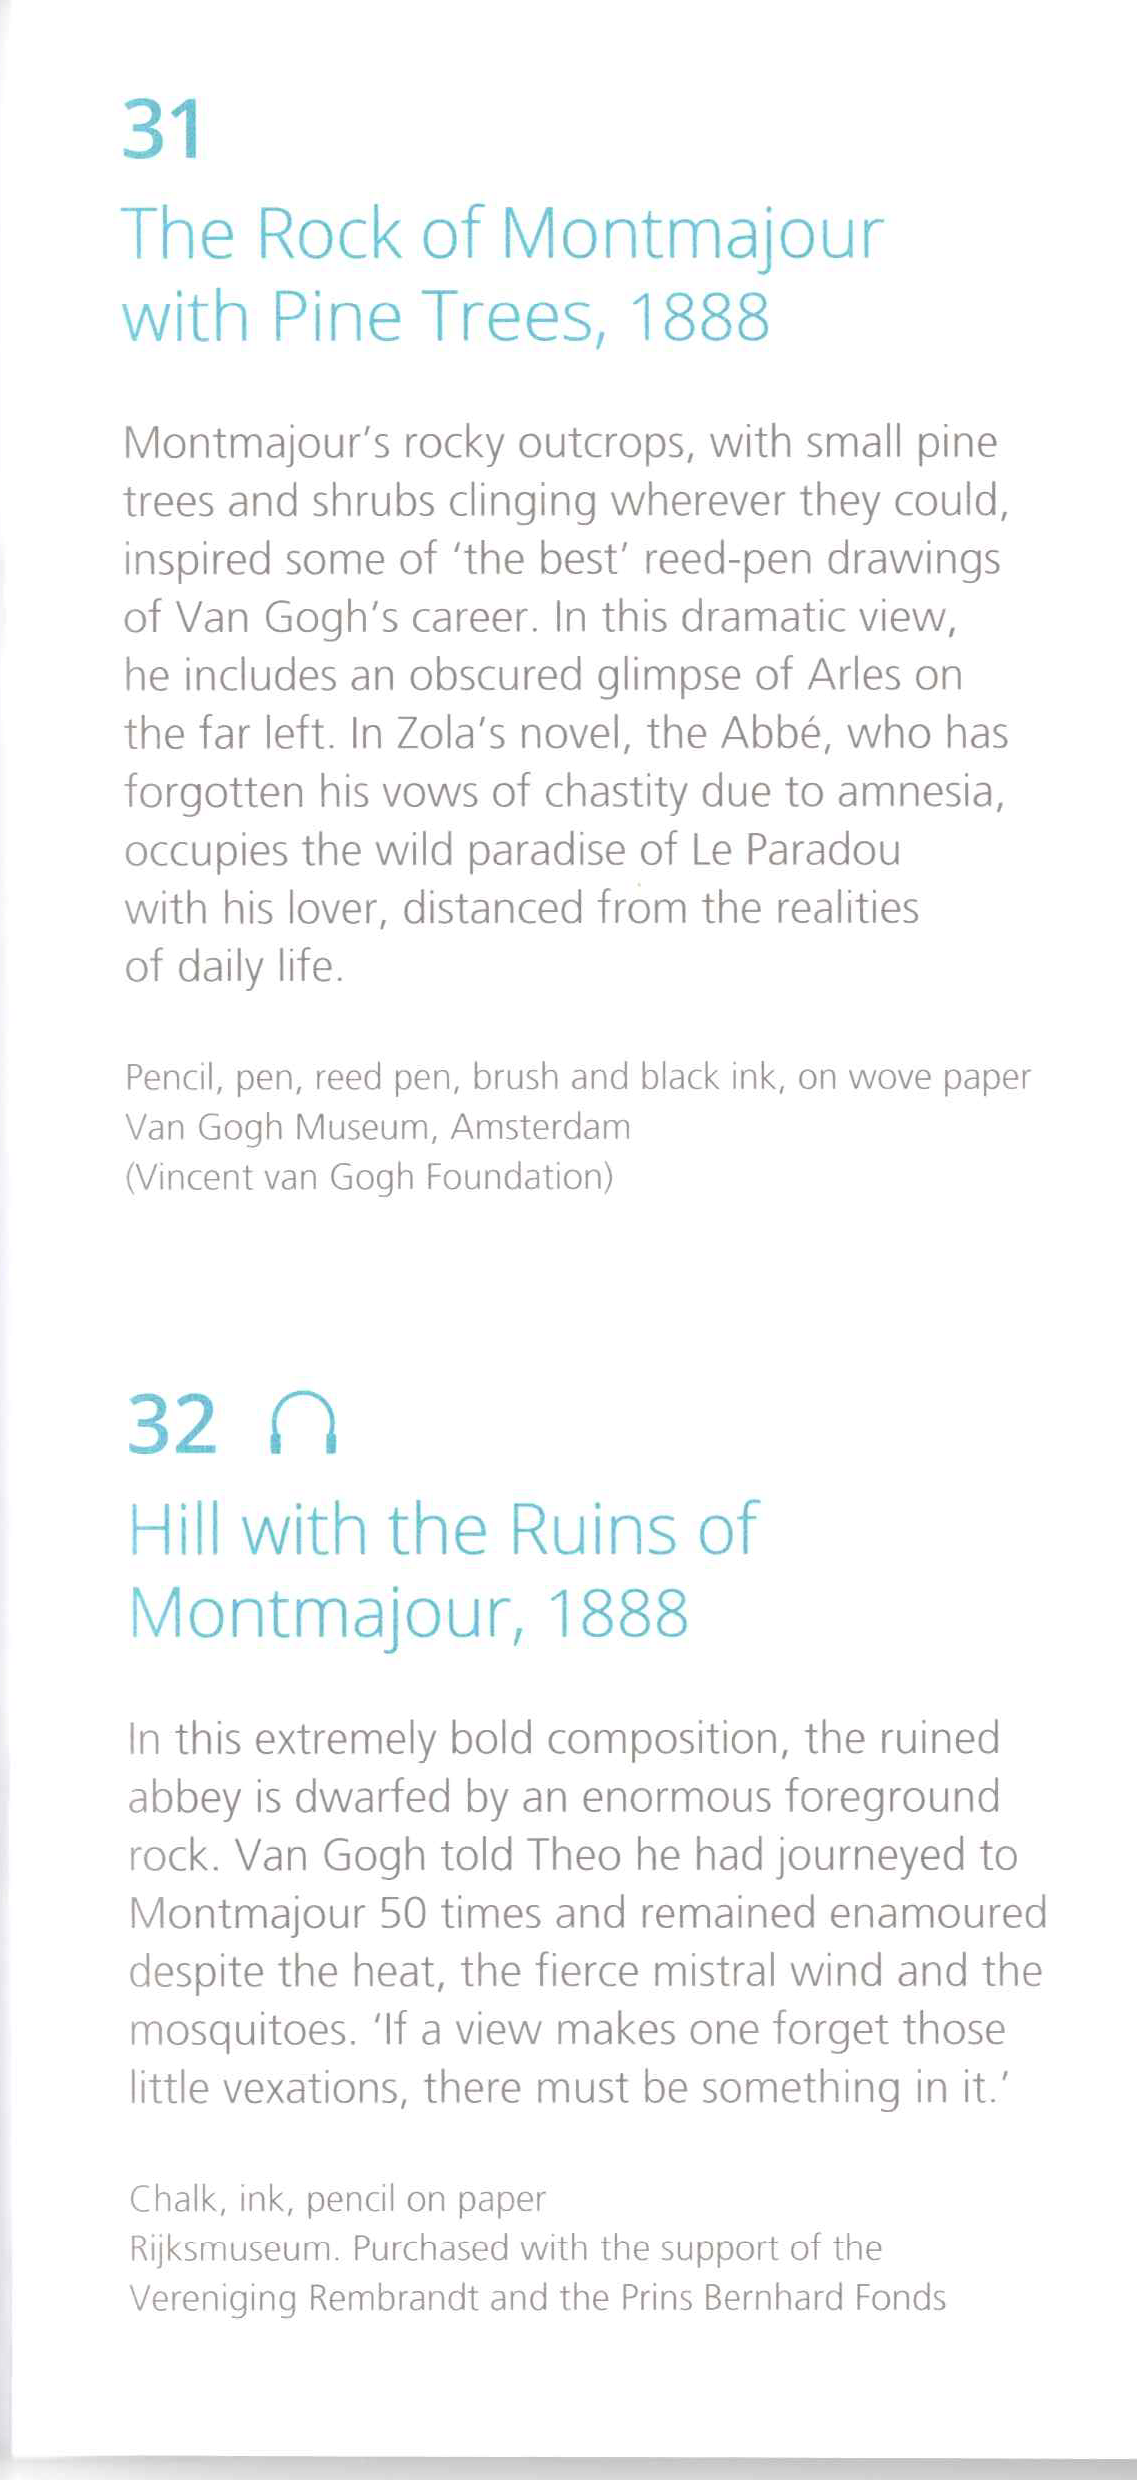 31
The Rock of Montmajour
with Pine Trees, 1888
Montmajour's rocky outcrops, with small pine
trees and shrubs clinging wherever they could,
inspired some of 'the best' reed-pen drawings
of Van Gogh's career. In this dramatic view,
he includes an obscured glimpse of Arles on
the far left. In Zola's novel, the Abbé, who has
forgotten his vows of chastity due to amnesia,
occupies the wild paradise of Le Paradou
with his lover, distanced from the realities
of daily life.
Pencil, pen, reed pen, brush and black ink, on wove paper
Van Gogh Museum, Amsterdam
(Vincent van Gogh Foundation)
32
Hill with the Ruins of
Montmajour, 1888
In this extremely bold composition, the ruined
abbey is dwarfed by an enormous foreground
rock. Van Gogh told Theo he had journeyed to
Montmajour 50 times and remained enamoured
despite the heat, the fierce mistral wind and the
mosquitoes. 'If a view makes one forget those
little vexations, there must be something in it.'
Chalk, ink, pencil on paper
Rijksmuseum. Purchased with the support of the
Vereniging Rembrandt and the Prins Bernhard Fonds